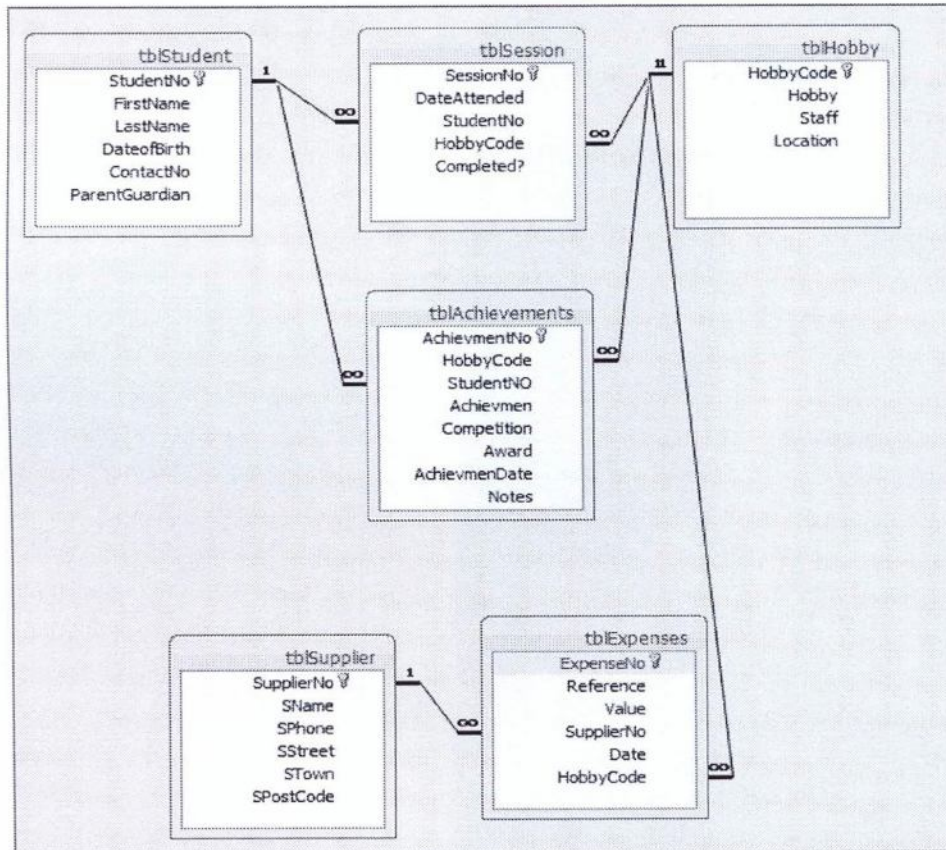 tblStudent
StudentNo
FirstName
LastName
DateofBirth
ContactNo
ParentGuardian
1
∞
∞
tblSession
SessionNo
DateAttended
StudentNo
HobbyCode
Completed?
∞
11
tblHobby
HobbyCode
Hobby
Staff
Location
tblAchievements
AchievmentNo
HobbyCode
StudentNO
Achievmen
Competition
Award
AchievmenDate
Notes
∞
tblSupplier
SupplierNo
SName
SPhone
SStreet
STown
SPostCode
1
∞
tblExpenses
ExpenseNo
Reference
Value
SupplierNo
Date
HobbyCode
∞